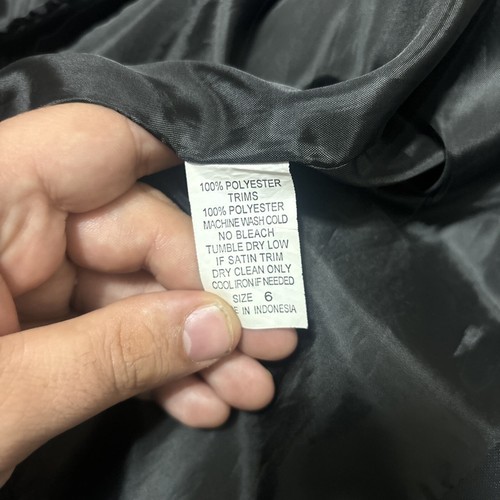 100% POLYESTER
TRIMS
100% POLYESTER
MACHINE WASH COLD
NO BLEACH
TUMBLE DRY LOW
IF SATIN TRIM
DRY CLEAN ONLY
COOL IRON IF NEEDED
SIZE 6
IN INDONESIA